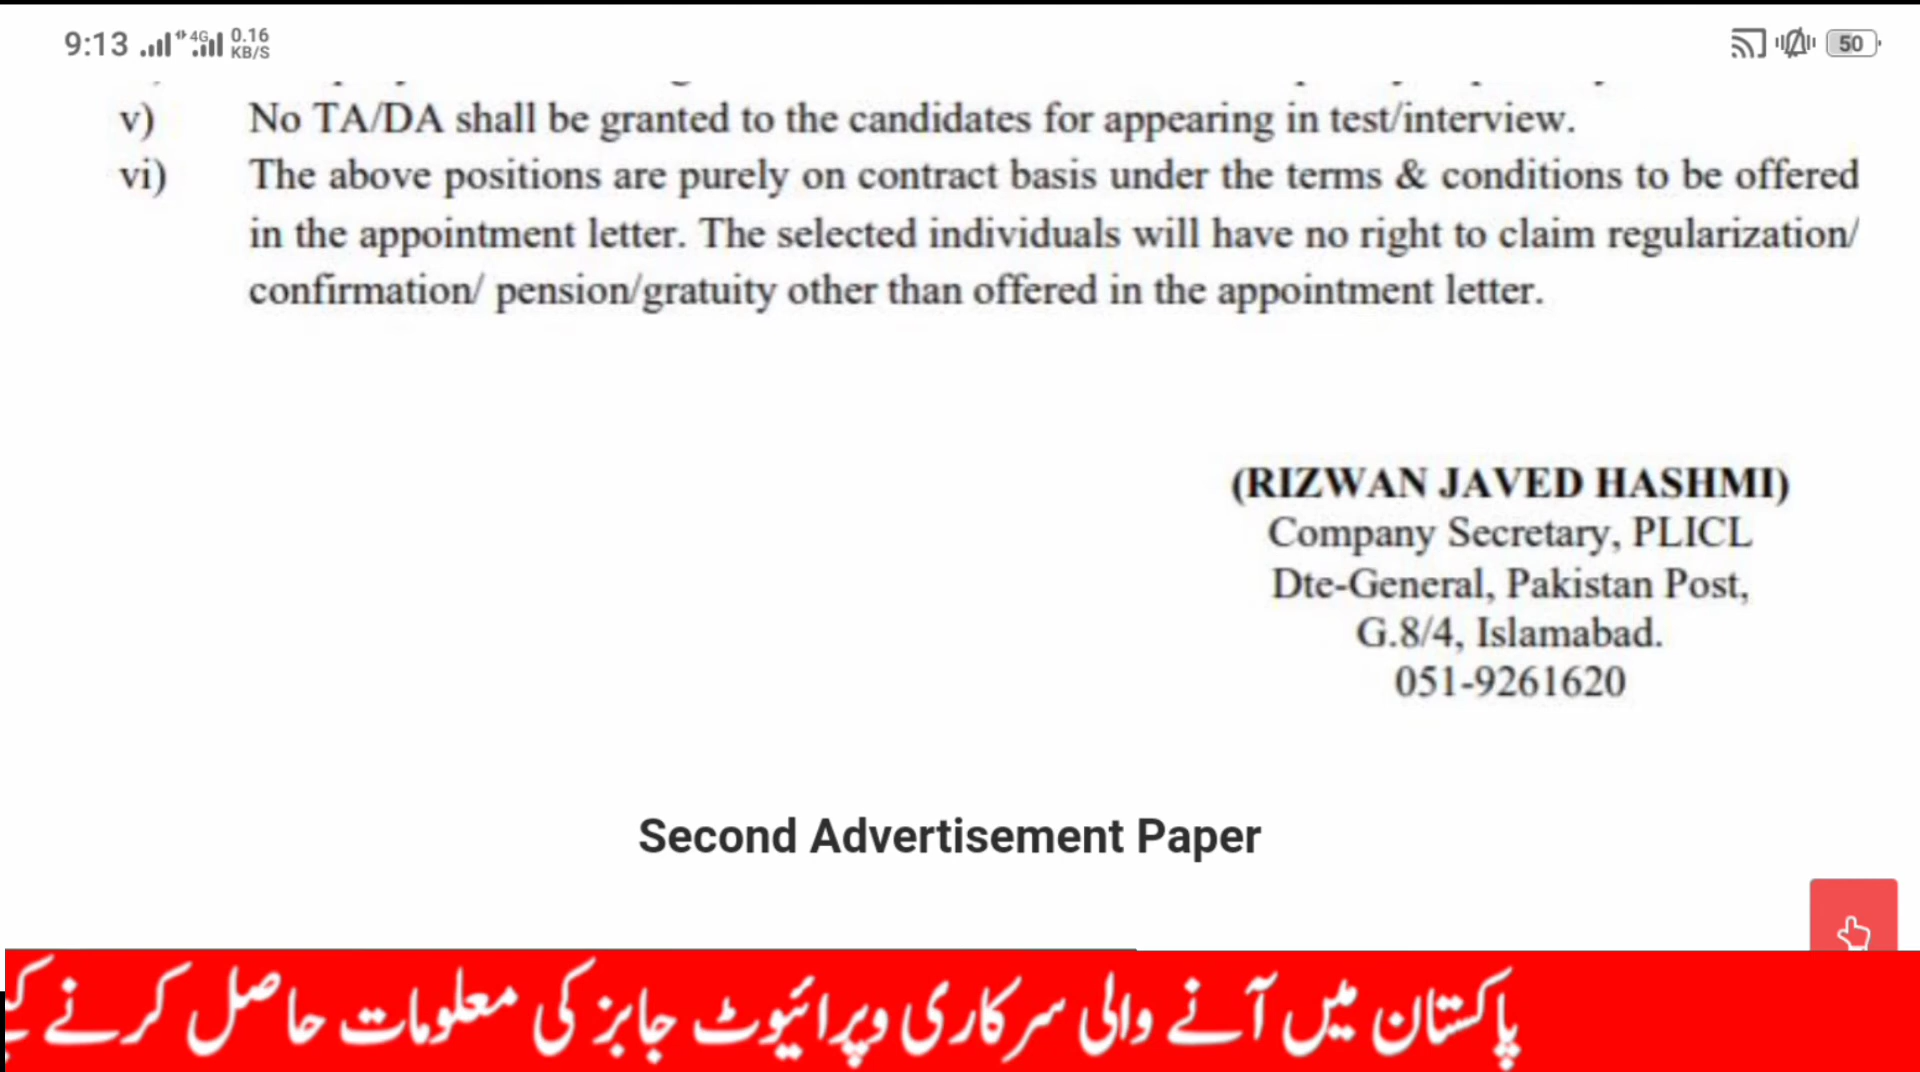 9:13 4G 0.16 KB/S 50
v) No TA/DA shall be granted to the candidates for appearing in test/interview.
vi) The above positions are purely on contract basis under the terms & conditions to be offered
in the appointment letter. The selected individuals will have no right to claim regularization/
confirmation/ pension/gratuity other than offered in the appointment letter.
(RIZWAN JAVED HASHMI)
Company Secretary, PLICL
Dte-General, Pakistan Post,
G.8/4, Islamabad.
051-9261620
Second Advertisement Paper
پاکستان میں آنے والی سرکاری وپرائیوٹ جابز کی معلومات حاصل کرنے